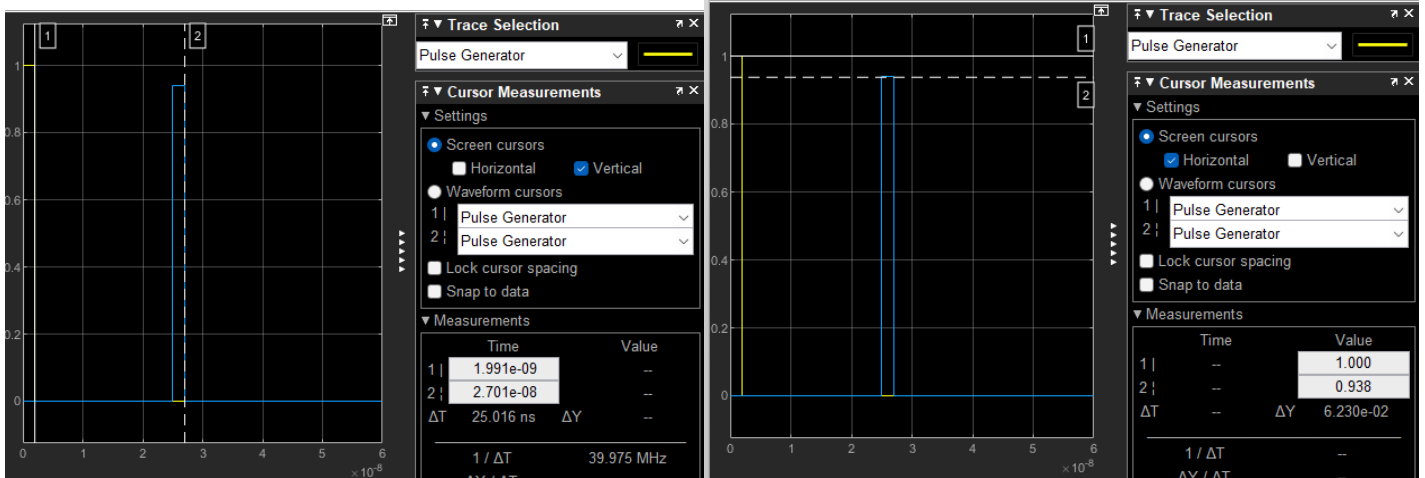 1
2
1
0.8
0.6
0.4
0.2
0
0 1 2 3 4 5 6
×10-8
Trace Selection
Pulse Generator
Cursor Measurements
Settings
Screen cursors
Horizontal Vertical
Waveform cursors
1 | Pulse Generator
2 ¦ Pulse Generator
Lock cursor spacing
Snap to data
Measurements
Time Value
1 | 1.991e-09 --
2 ¦ 2.701e-08 --
ΔT 25.016 ns ΔY --
1 / ΔT 39.975 MHz
ΔY / ΔT
1
2
1
0.8
0.6
0.4
0.2
0
0 1 2 3 4 5 6
×10-8
Trace Selection
Pulse Generator
Cursor Measurements
Settings
Screen cursors
Horizontal Vertical
Waveform cursors
1 | Pulse Generator
2 ¦ Pulse Generator
Lock cursor spacing
Snap to data
Measurements
Time Value
1 | -- 1.000
2 ¦ -- 0.938
ΔT -- ΔY 6.230e-02
1 / ΔT --
ΔY / ΔT